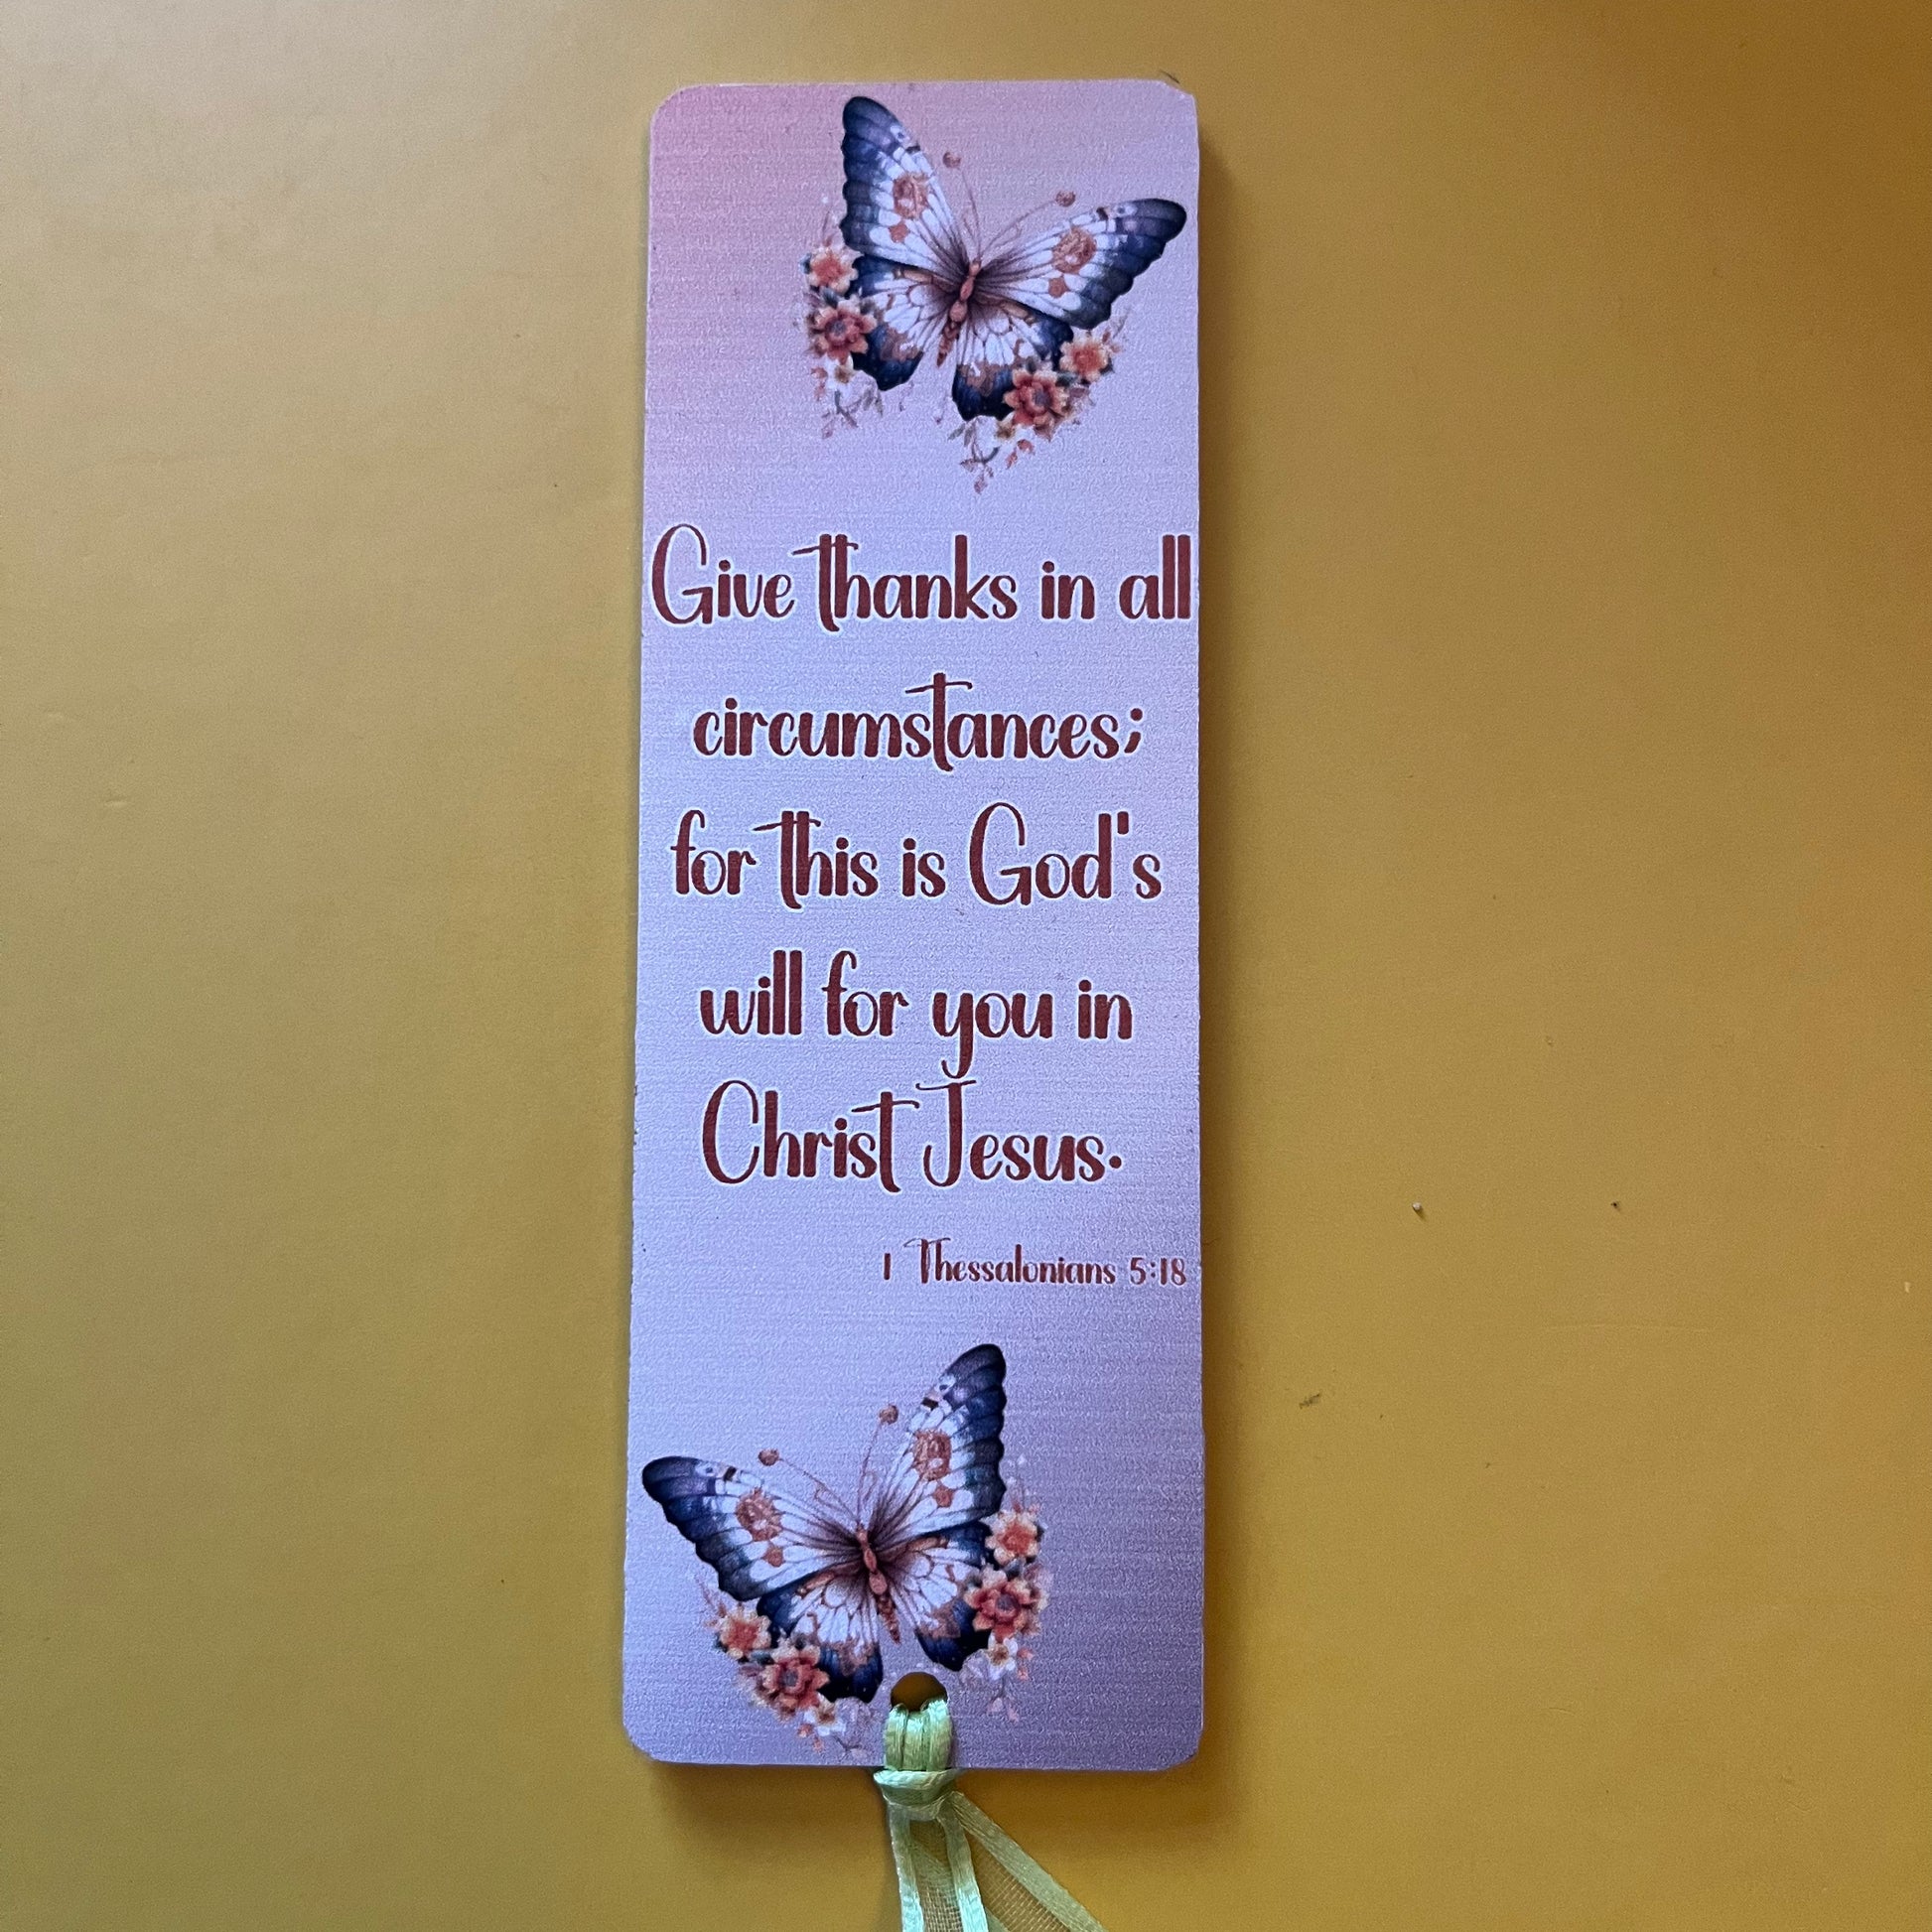 Give thanks in all
circumstances;
for this is God's
will for you in
Christ Jesus.
1 Thessalonians 5:18